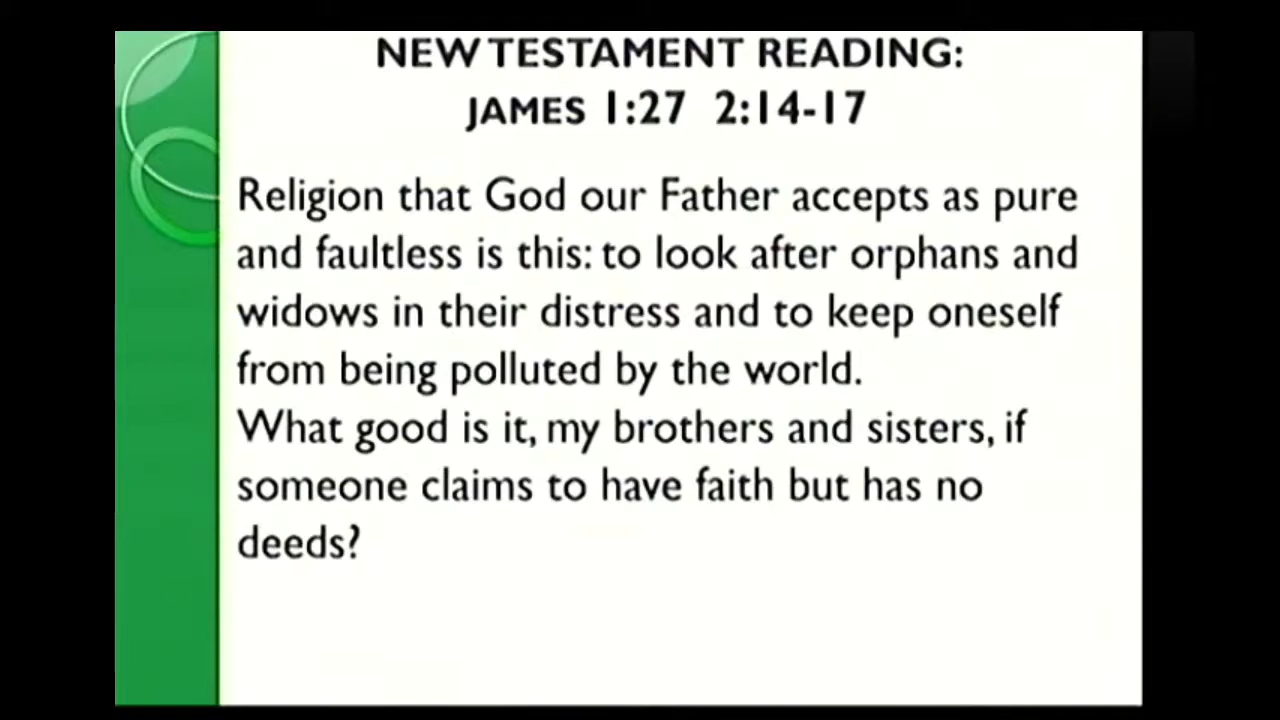 NEW TESTAMENT READING:
JAMES 1:27 2:14-17
Religion that God our Father accepts as pure
and faultless is this: to look after orphans and
widows in their distress and to keep oneself
from being polluted by the world.
What good is it, my brothers and sisters, if
someone claims to have faith but has no
deeds?